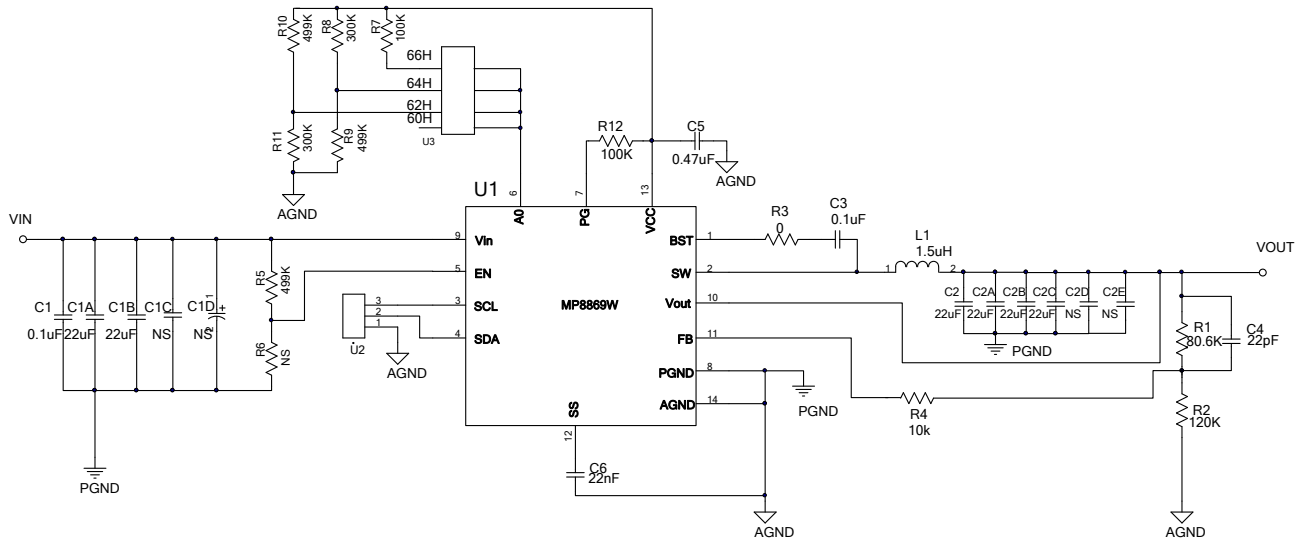 R10
499K
R8
300K
R7
100K
66H
64H
62H
60H
U3
R11
300K
R9
499K
AGND
R12
100K
C5
0.47uF
AGND
U1
6
7
13
A0
PG
VCC
VIN
9
Vin
5
EN
3
SCL
4
SDA
MP8869W
BST
1
SW
2
Vout
10
FB
11
PGND
8
AGND
14
SS
12
R3
0
C3
0.1uF
L1
1.5uH
1
2
VOUT
C1
0.1uF
C1A
22uF
C1B
22uF
C1C
NS
C1D
NS
1
+
2
R5
499K
R6
NS
3
2
1
U2
AGND
PGND
C2
22uF
C2A
22uF
C2B
22uF
C2C
22uF
C2D
NS
C2E
NS
PGND
R1
80.6K
C4
22pF
PGND
R4
10k
R2
120K
C6
22nF
AGND
AGND